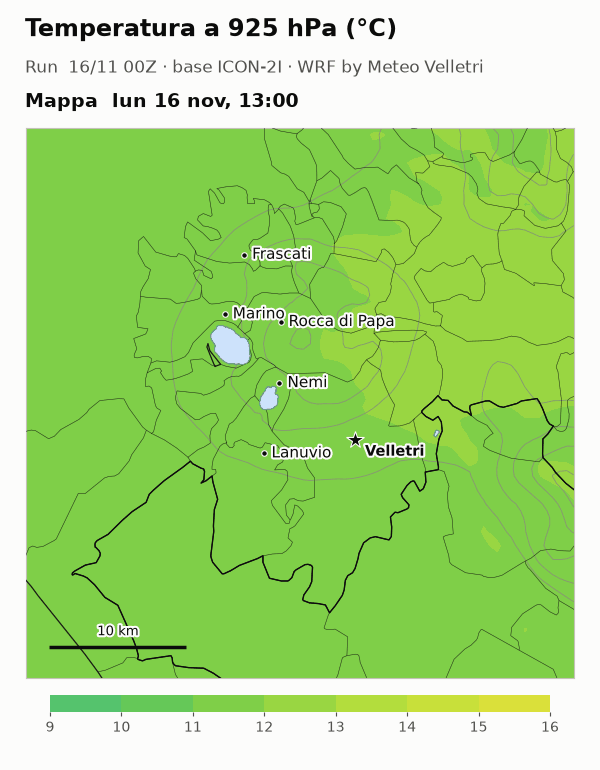 Temperatura a 925 hPa (°C)
Run  16/11 00Z · base ICON-2I · WRF by Meteo Velletri
Mappa  lun 16 nov, 13:00
Frascati
Marino
Rocca di Papa
Nemi
Velletri
Lanuvio
10 km
9 10 11 12 13 14 15 16